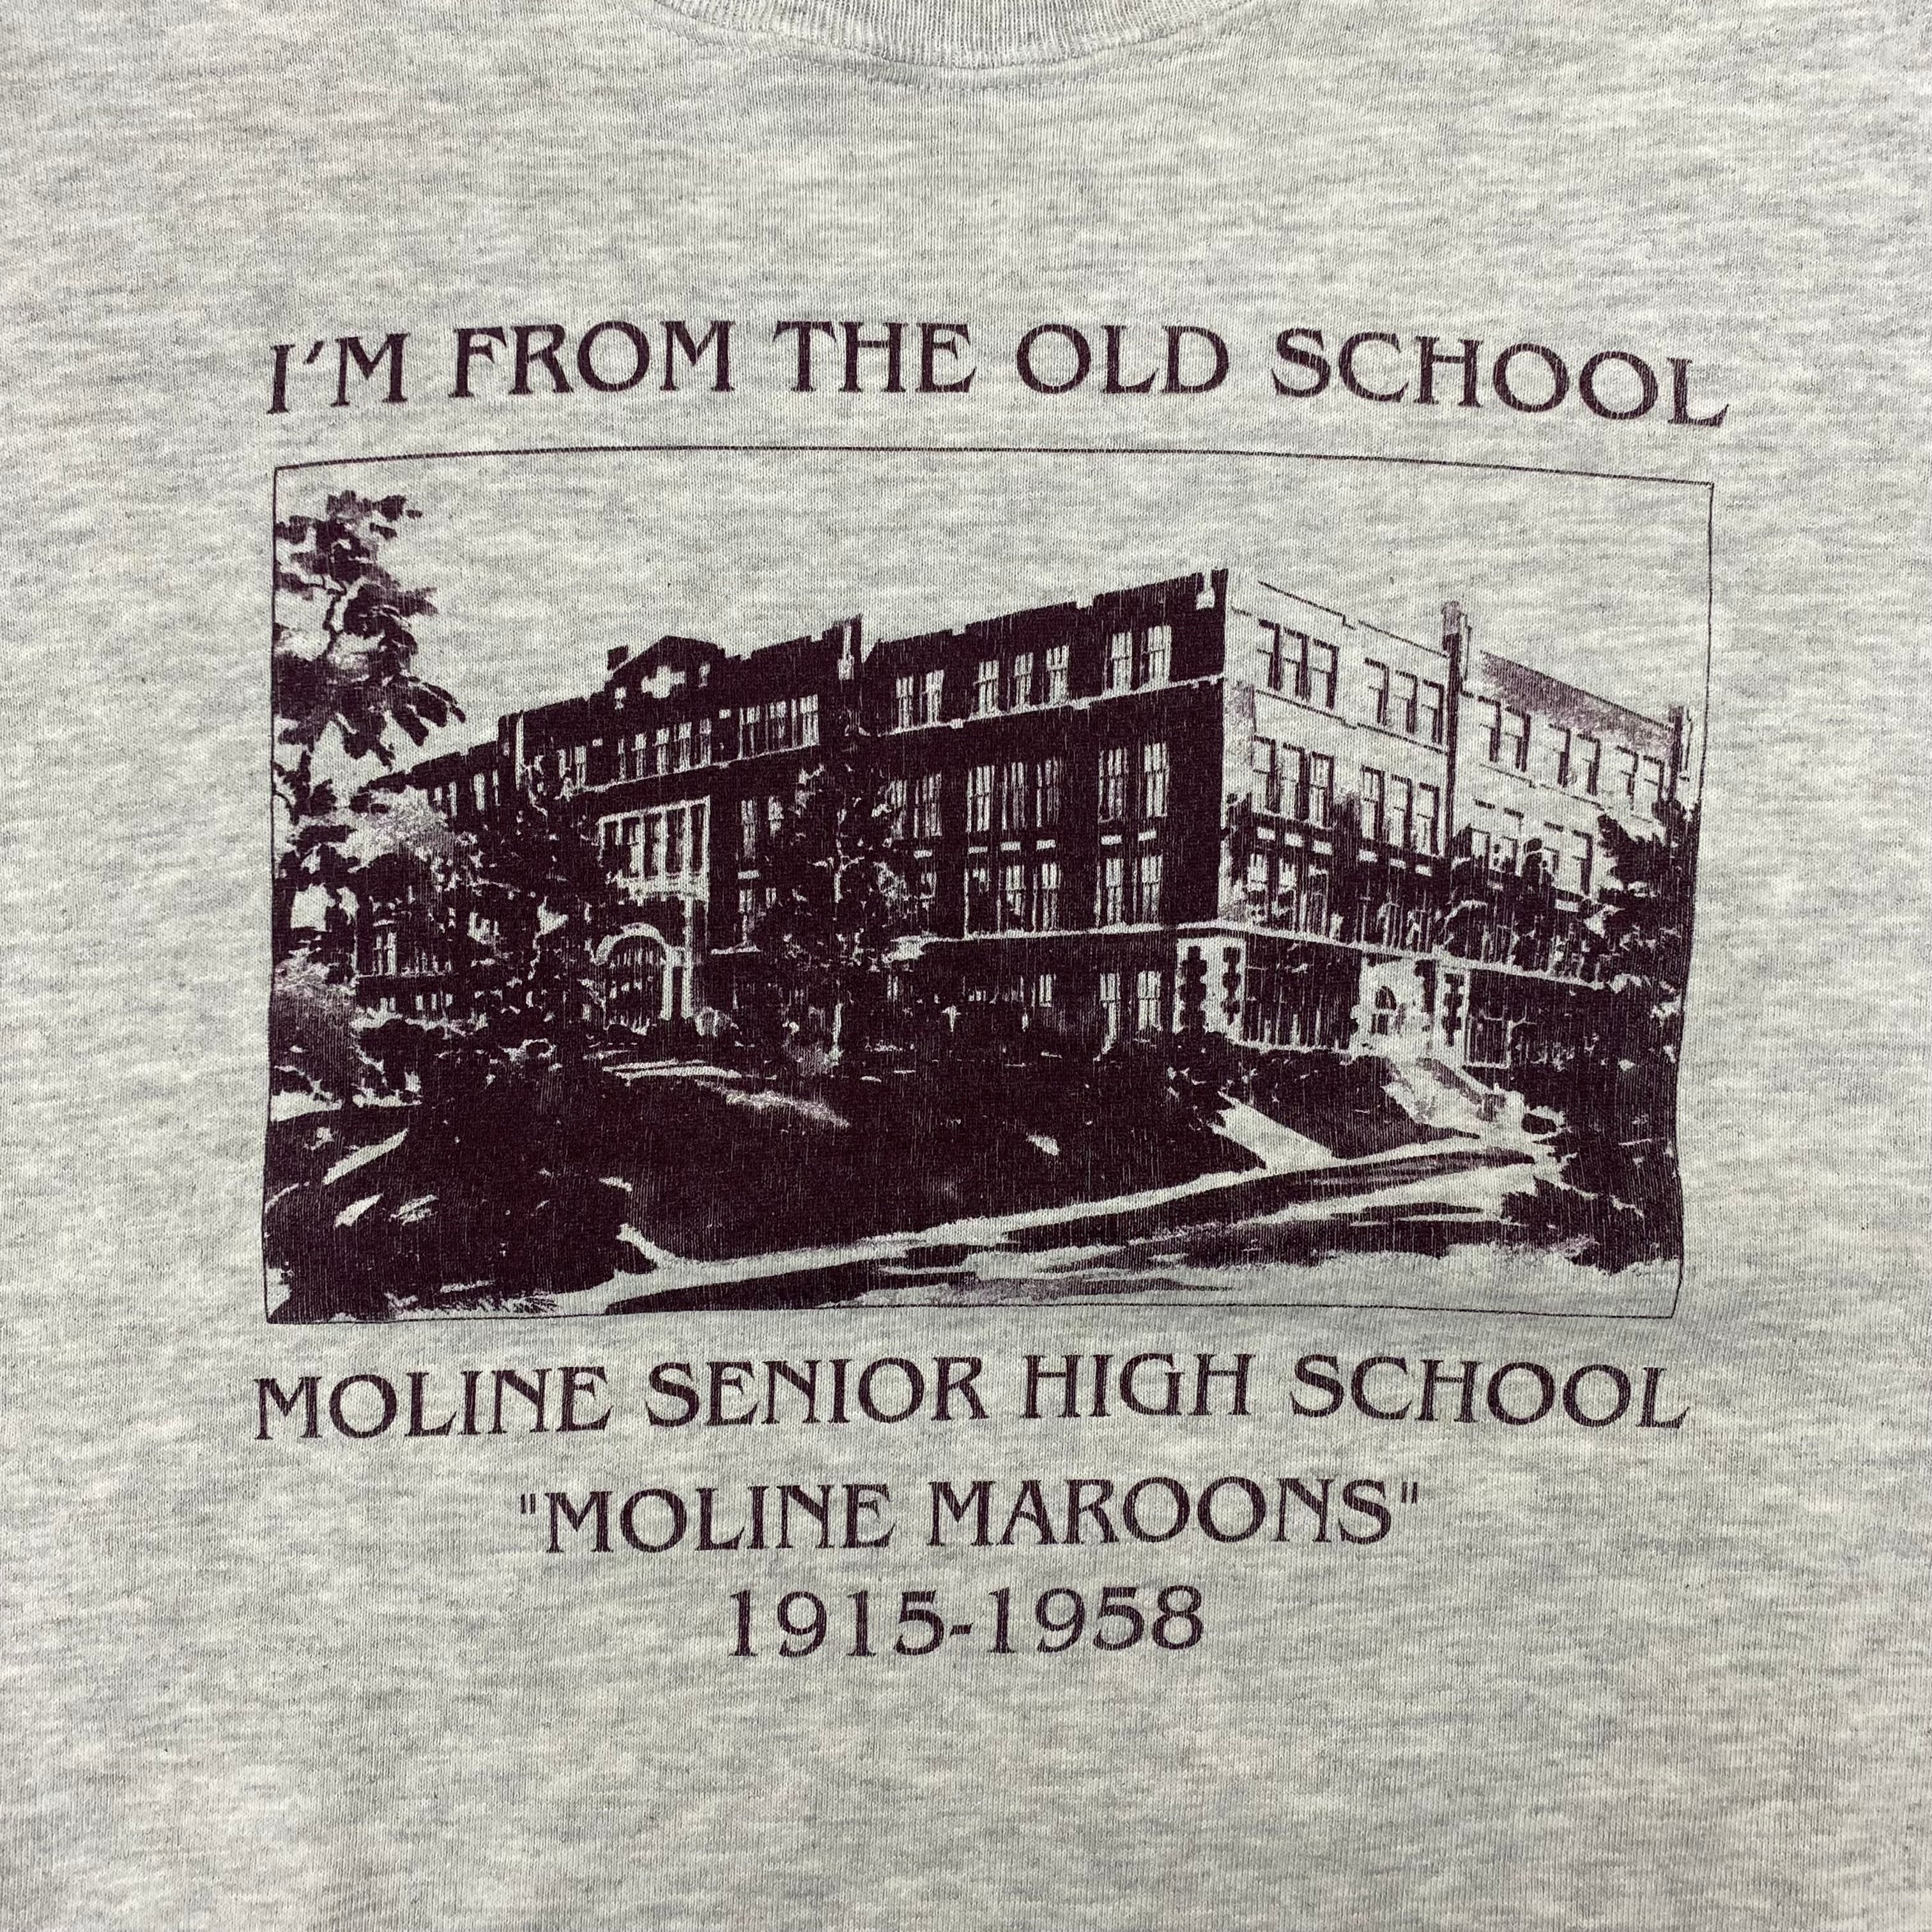 I'M FROM THE OLD SCHOOL
MOLINE SENIOR HIGH SCHOOL
"MOLINE MAROONS"
1915-1958